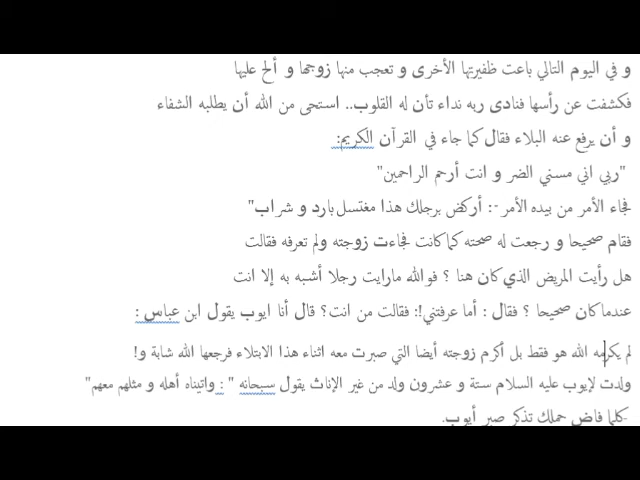 و في اليوم التالي باعت ظفيرتها الأخرى و تعجب منها زوجها و ألح عليها
فكشفت عن رأسها فنادى ربه نداء تأن له القلوب.. استحى من الله أن يطلبه الشفاء
و أن يرفع عنه البلاء فقال كما جاء في القرآن الكريم:
"ربي اني مسني الضر و انت أرحم الراحمين"
فجاء الأمر من بيده الأمر -: أركض برجلك هذا مغتسل بارد و شراب"
فقام صحيحا و رجعت له صحته كما كانت فجاءت زوجته ولم تعرفه فقالت
هل رأيت المريض الذي كان هنا ؟ فوالله مارايت رجلا أشبه به إلا انت
عندما كان صحيحا ؟ فقال : أما عرفتني!: فقالت من انت؟ قال أنا ايوب يقول ابن عباس :
لم يكرمه الله هو فقط بل أكرم زوجته أيضا التي صبرت معه اثناء هذا الابتلاء فرجعها الله شابة و!
ولدت لإيوب عليه السلام ستة و عشرون ولد من غير الإناث يقول سبحانه " : واتيناه أهله و مثلهم معهم"
-كلما فاض حملك تذكر صبر أيوب.